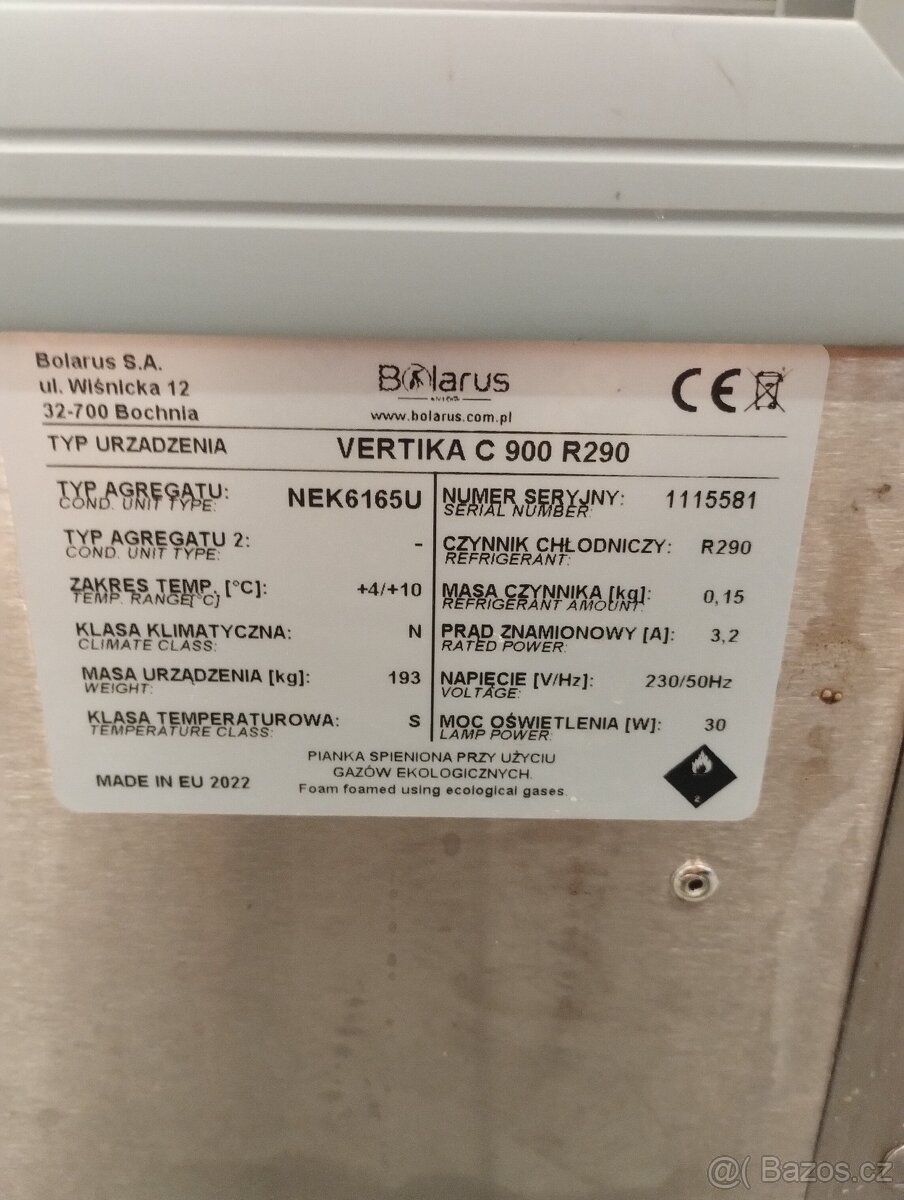 Bolarus S.A.
ul. Wiśnicka 12
32-700 Bochnia
Bolarus
www.bolarus.com.pl
CE
TYP URZADZENIA VERTIKA C 900 R290
TYP AGREGATU: NEK6165U
COND. UNIT TYPE:
TYP AGREGATU 2: -
COND. UNIT TYPE:
ZAKRES TEMP. [°C]: +4/+10
TEMP. RANGE[°C]
KLASA KLIMATYCZNA: N
CLIMATE CLASS:
MASA URZĄDZENIA [kg]: 193
WEIGHT:
KLASA TEMPERATUROWA: S
TEMPERATURE CLASS:
NUMER SERYJNY: 1115581
SERIAL NUMBER:
CZYNNIK CHŁODNICZY: R290
REFRIGERANT:
MASA CZYNNIKA [kg]: 0,15
REFRIGERANT AMOUNT:
PRĄD ZNAMIONOWY [A]: 3,2
RATED POWER:
NAPIĘCIE [V/Hz]: 230/50Hz
VOLTAGE:
MOC OŚWIETLENIA [W]: 30
LAMP POWER:
MADE IN EU 2022
PIANKA SPIENIONA PRZY UŻYCIU
GAZÓW EKOLOGICZNYCH.
Foam foamed using ecological gases.
2
@( Bazos.cz